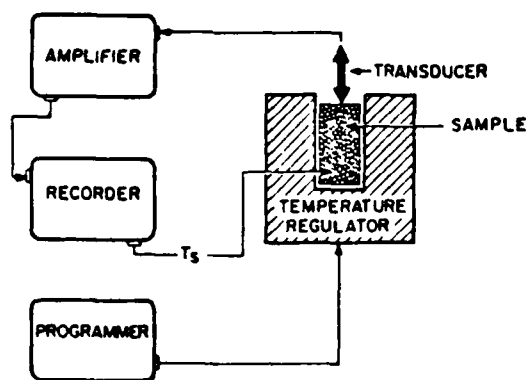 AMPLIFIER
TRANSDUCER
SAMPLE
RECORDER
TEMPERATURE
REGULATOR
Ts
PROGRAMMER